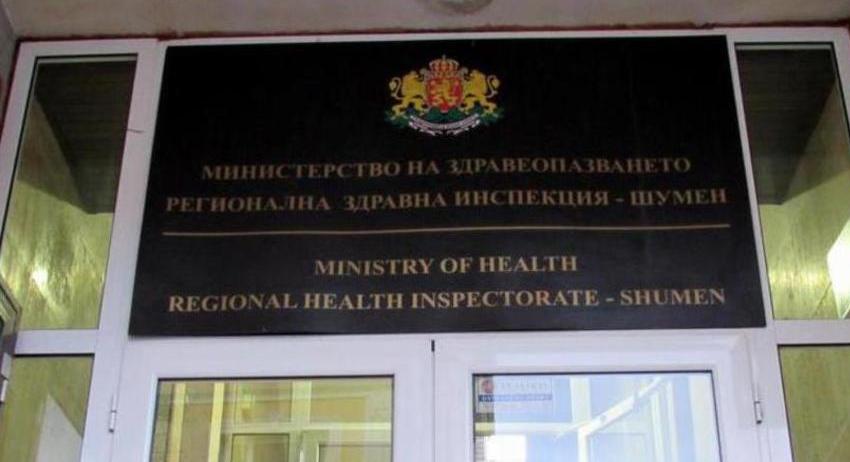 МИНИСТЕРСТВО НА ЗДРАВЕОПАЗВАНЕТО
РЕГИОНАЛНА ЗДРАВНА ИНСПЕКЦИЯ - ШУМЕН
MINISTRY OF HEALTH
REGIONAL HEALTH INSPECTORATE - SHUMEN